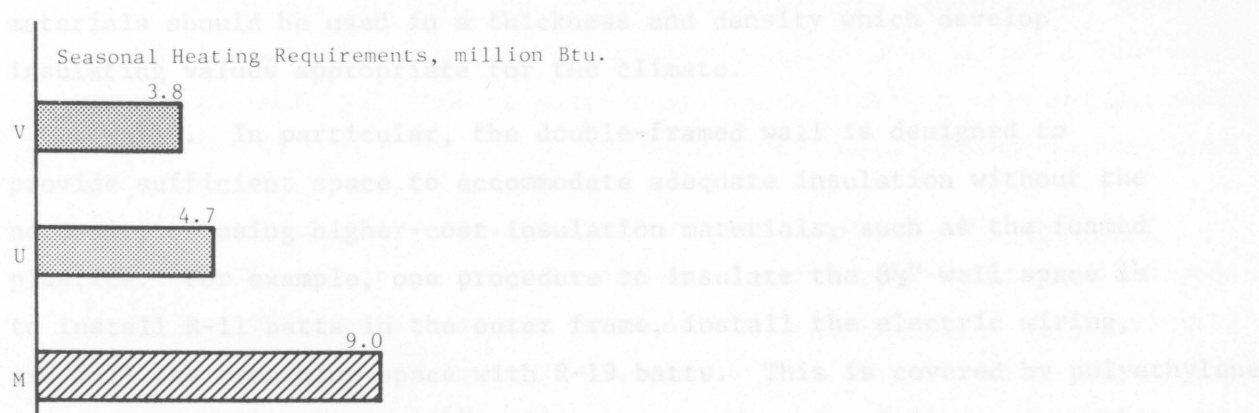 materials should be used in a thickness and density which develop
Seasonal Heating Requirements, million Btu.
insulating values appropriate for the climate.
3.8
V
In particular, the double-framed wall is designed to
provide sufficient space to accommodate adequate insulation without the
4.7
using higher-cost insulation materials, such as the foamed
U
plastics. For example, one procedure to insulate the 8½" wall space is
to install R-11 batts in the outer frame, install the electric wiring,
9.0
M
space with R-19 batts. This is covered by polyethylene